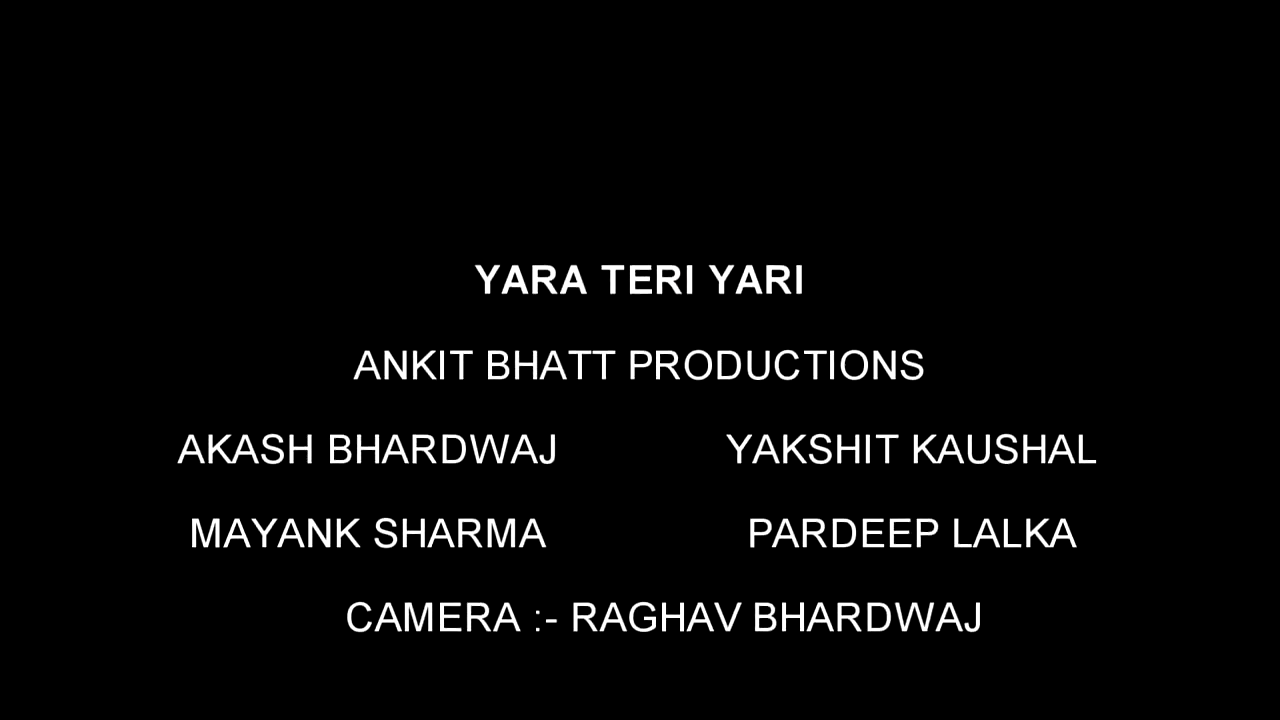 YARA TERI YARI
ANKIT BHATT PRODUCTIONS
AKASH BHARDWAJ YAKSHIT KAUSHAL
MAYANK SHARMA PARDEEP LALKA
CAMERA :- RAGHAV BHARDWAJ